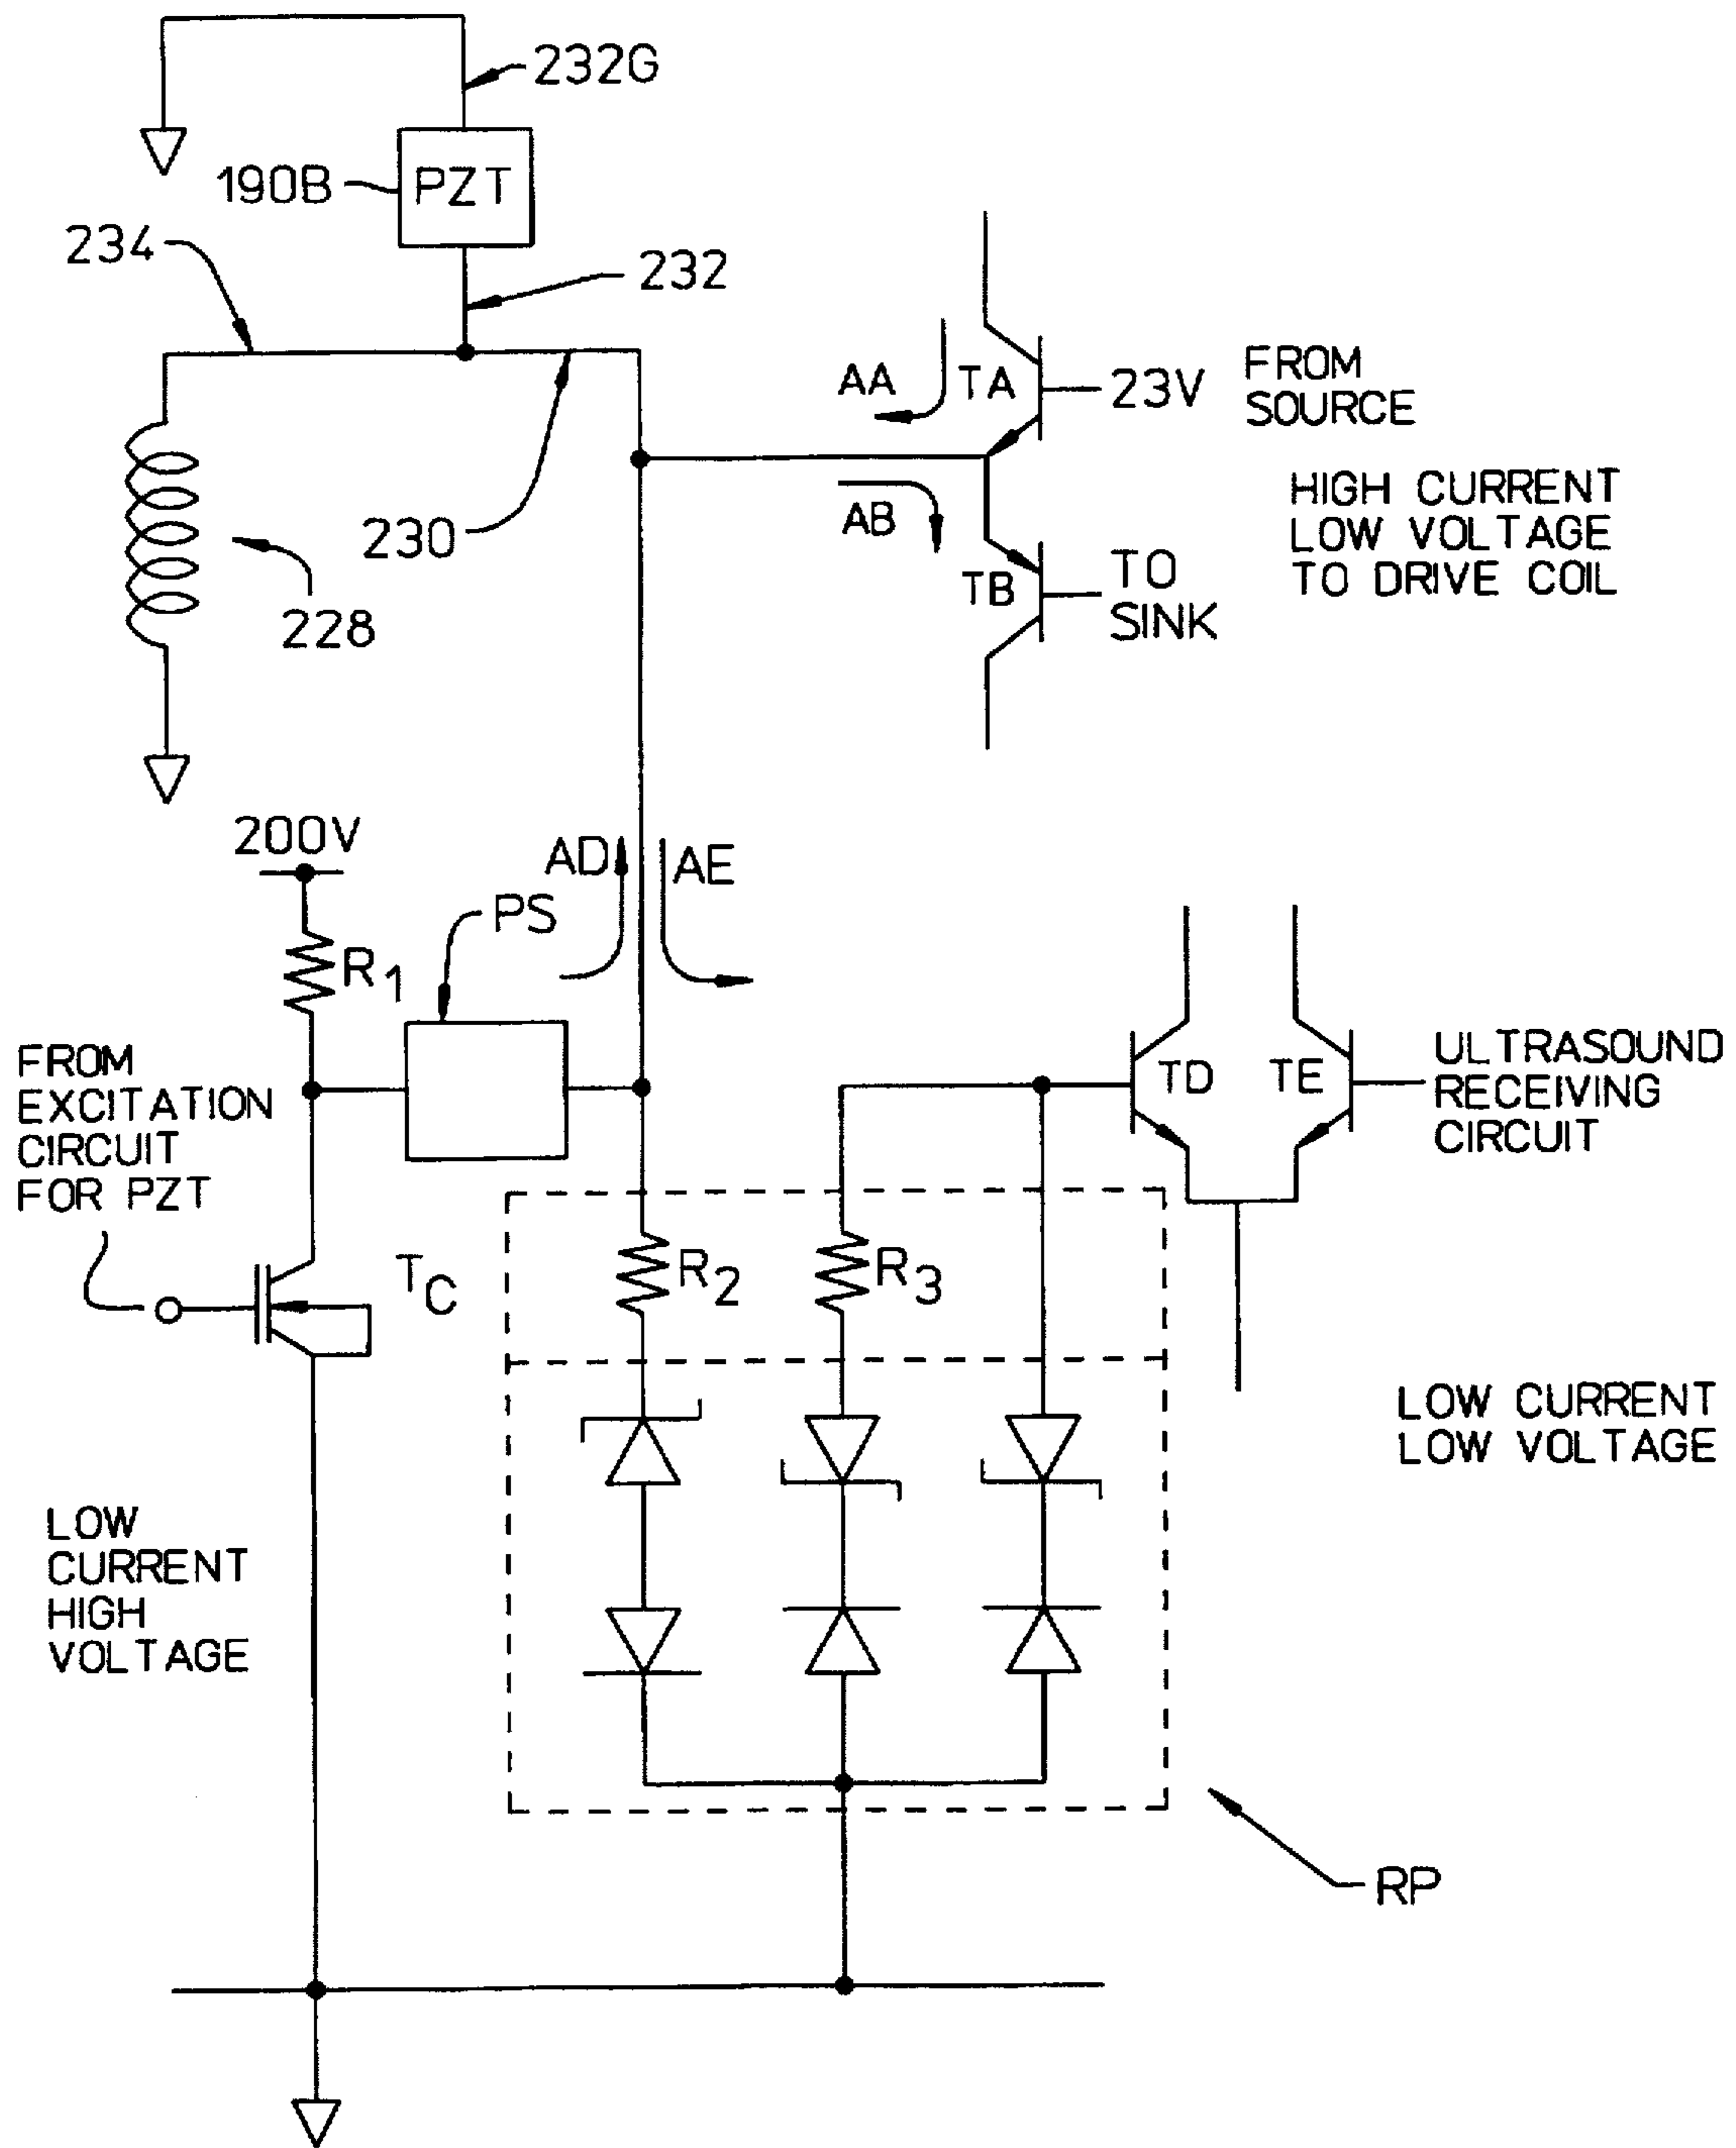 232G
190B
PZT
234
232
AA
TA
23V
FROM
SOURCE
230
AB
HIGH CURRENT
LOW VOLTAGE
TO DRIVE COIL
TB
TO
SINK
228
200V
AD
AE
PS
R1
FROM
EXCITATION
CIRCUIT
FOR PZT
TD
TE
ULTRASOUND
RECEIVING
CIRCUIT
TC
R2
R3
LOW CURRENT
LOW VOLTAGE
LOW
CURRENT
HIGH
VOLTAGE
RP